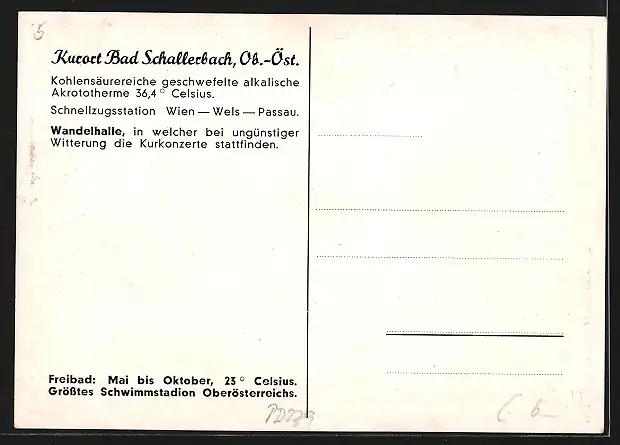 5
Kurort Bad Schallerbach, Ob.-Öst.
Kohlensäurereiche geschwefelte alkalische
Akrototherme 36,4° Celsius.
Schnellzugsstation Wien — Wels — Passau.
Wandelhalle, in welcher bei ungünstiger
Witterung die Kurkonzerte stattfinden.
Freibad: Mai bis Oktober, 23° Celsius.
Größtes Schwimmstadion Oberösterreichs.